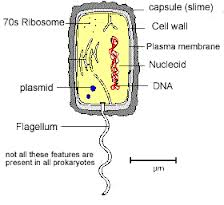 capsule (slime)
70s Ribosome
Cell wall
Plasma membrane
Nucleoid
DNA
plasmid
Flagellum
not all these features are
present in all prokaryotes
µm